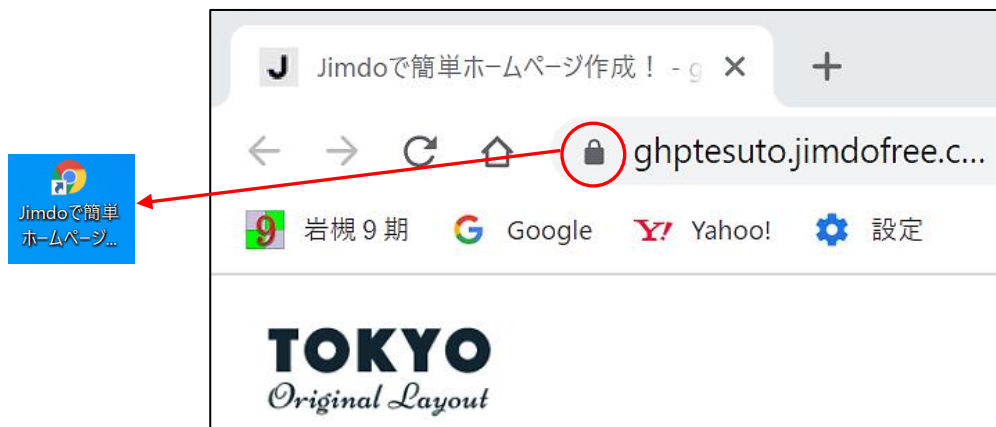 Jimdoで簡単ホームページ作成！ - g
ghptesuto.jimdofree.c...
Jimdoで簡単
ホームページ...
9 岩槻９期 G Google Y! Yahoo! 設定
TOKYO
Original Layout